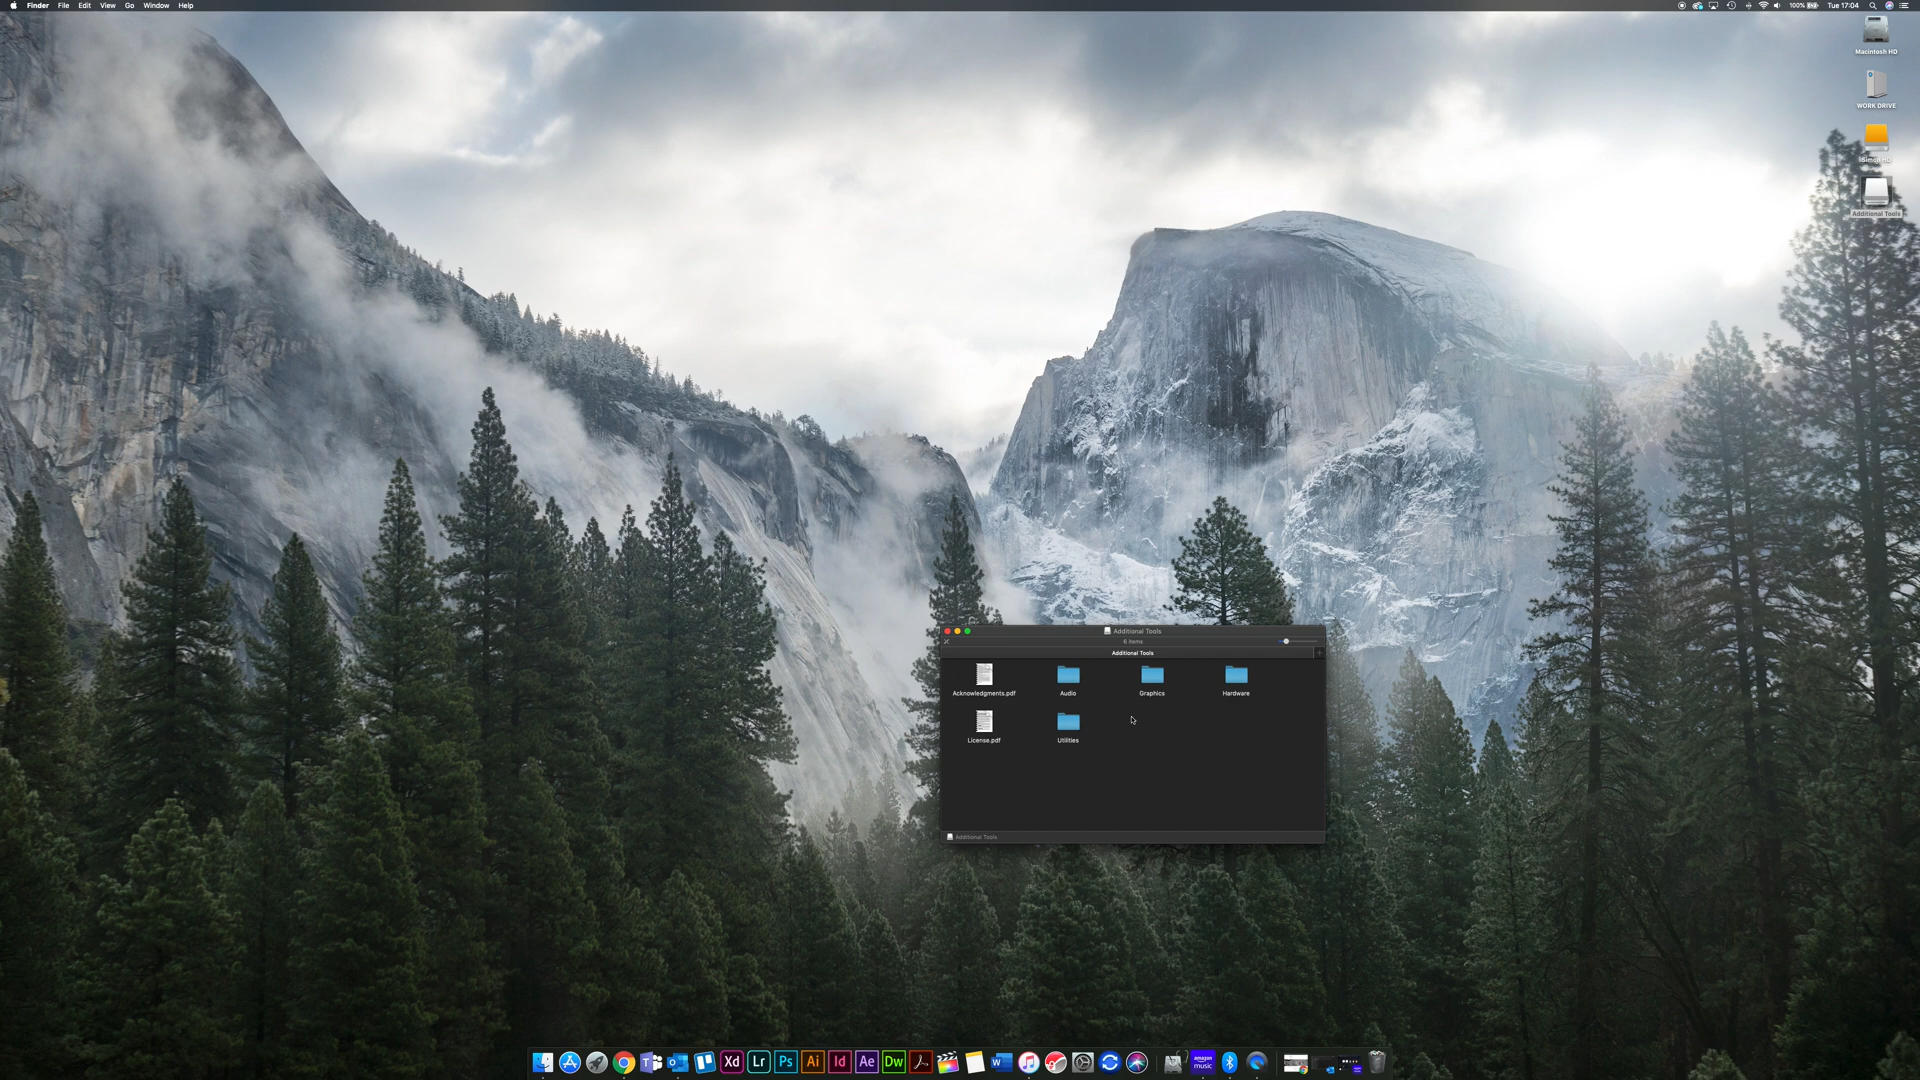 Finder File Edit View Go Window Help
100% Tue 17:04
Macintosh HD
WORK DRIVE
Additional Tools
Additional Tools
6 items
Additional Tools
Acknowledgments.pdf Audio Graphics Hardware
License.pdf Utilities
Additional Tools
Xd Lr Ps Ai Id Ae Dw
amazon music